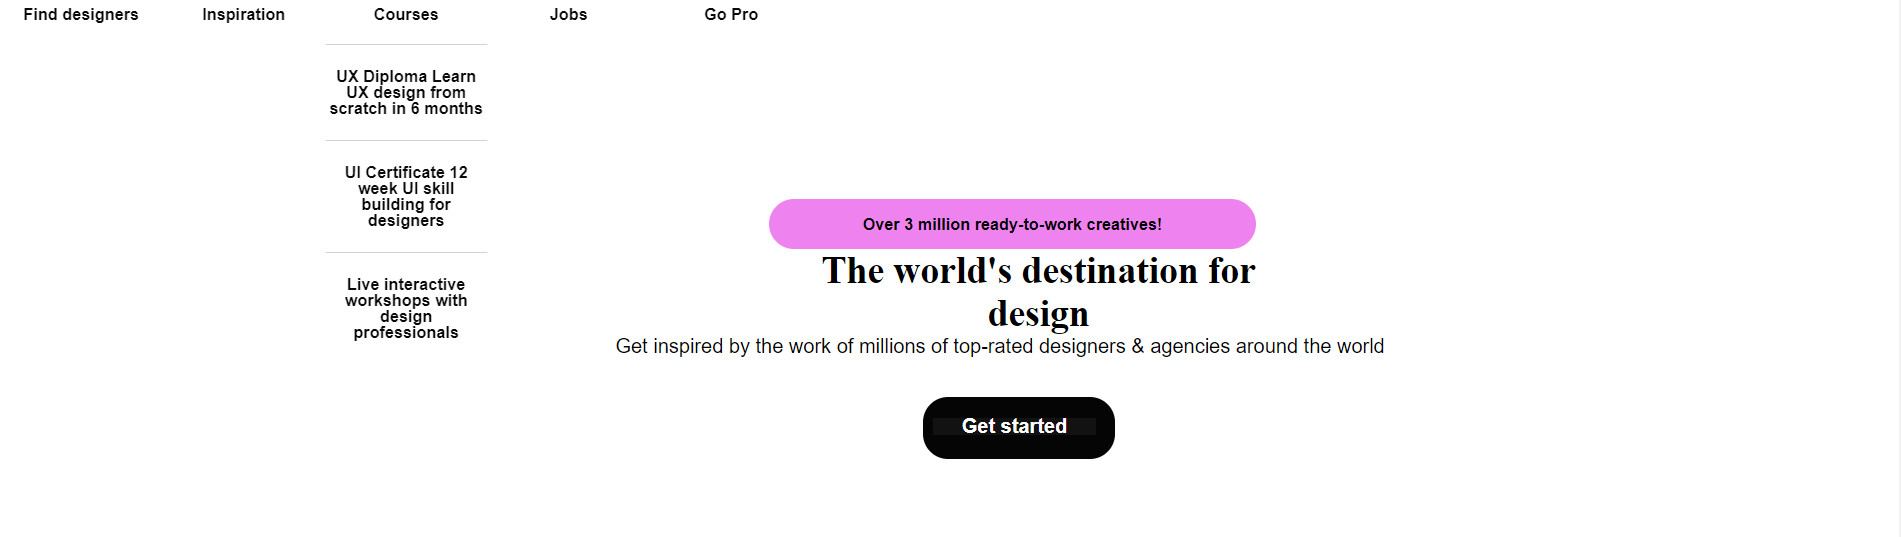 Find designers Inspiration Courses Jobs Go Pro
UX Diploma Learn
UX design from
scratch in 6 months
UI Certificate 12
week UI skill
building for
designers
Live interactive
workshops with
design
professionals
Over 3 million ready-to-work creatives!
The world's destination for
design
Get inspired by the work of millions of top-rated designers & agencies around the world
Get started